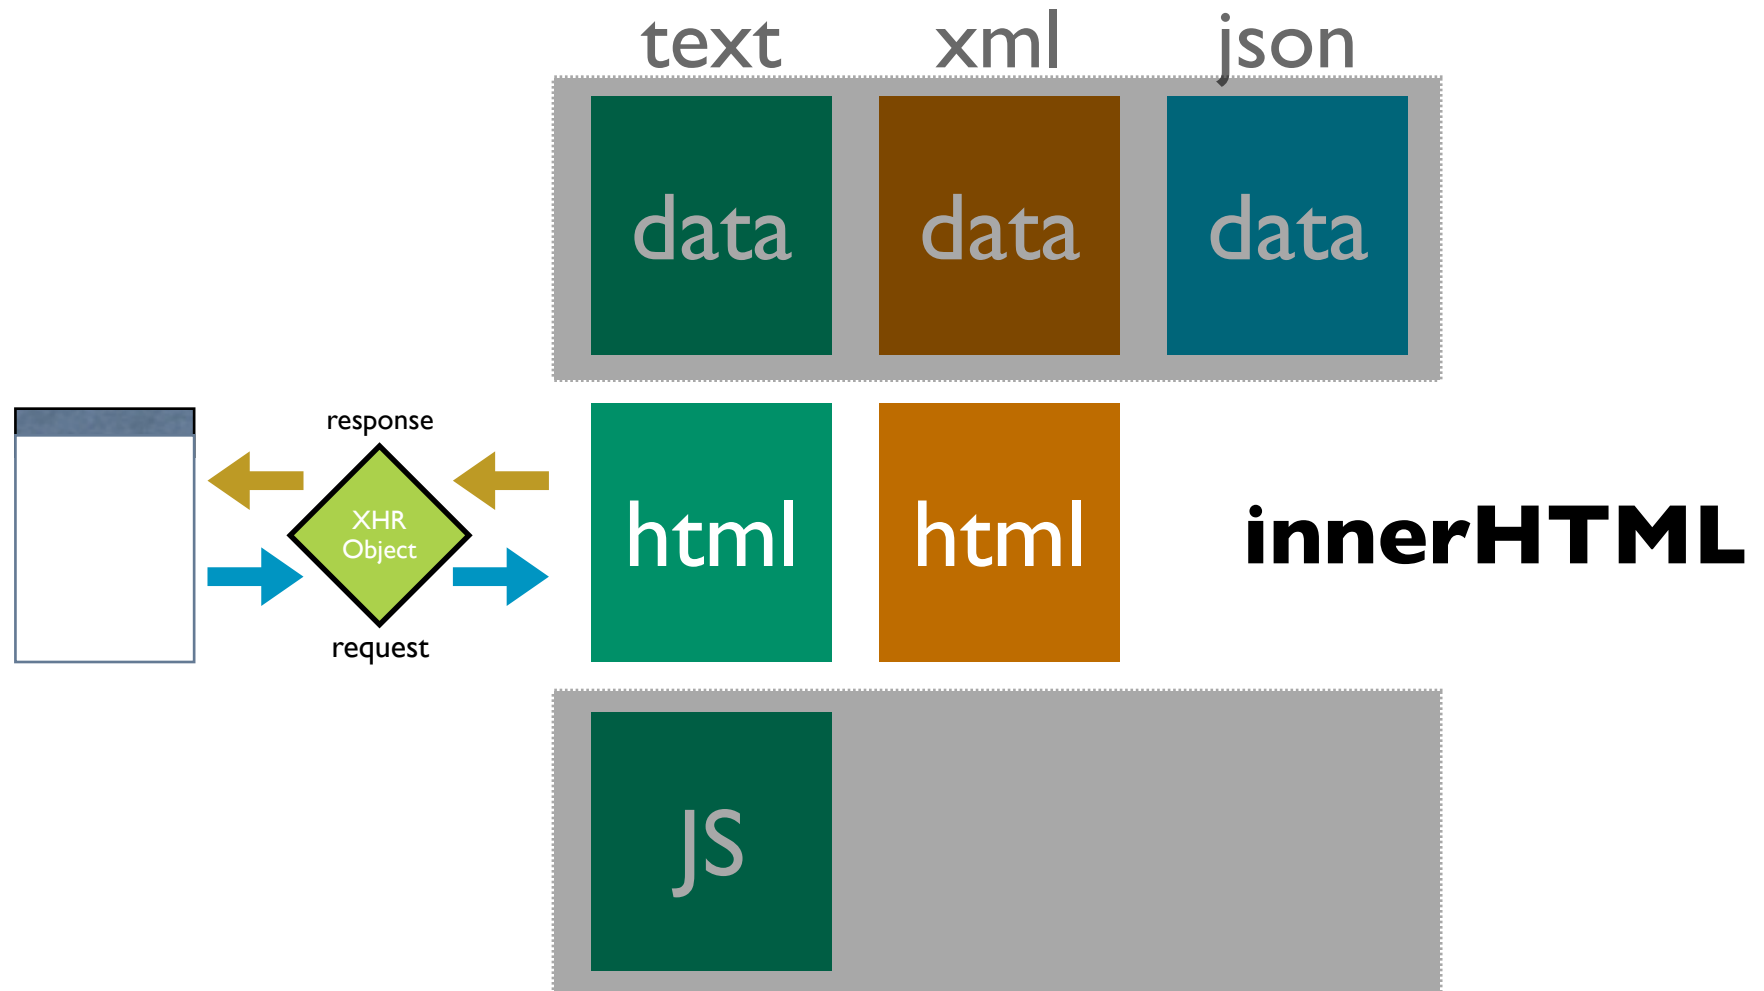 text xml json
data data data
response
XHR
Object
request
html html innerHTML
JS